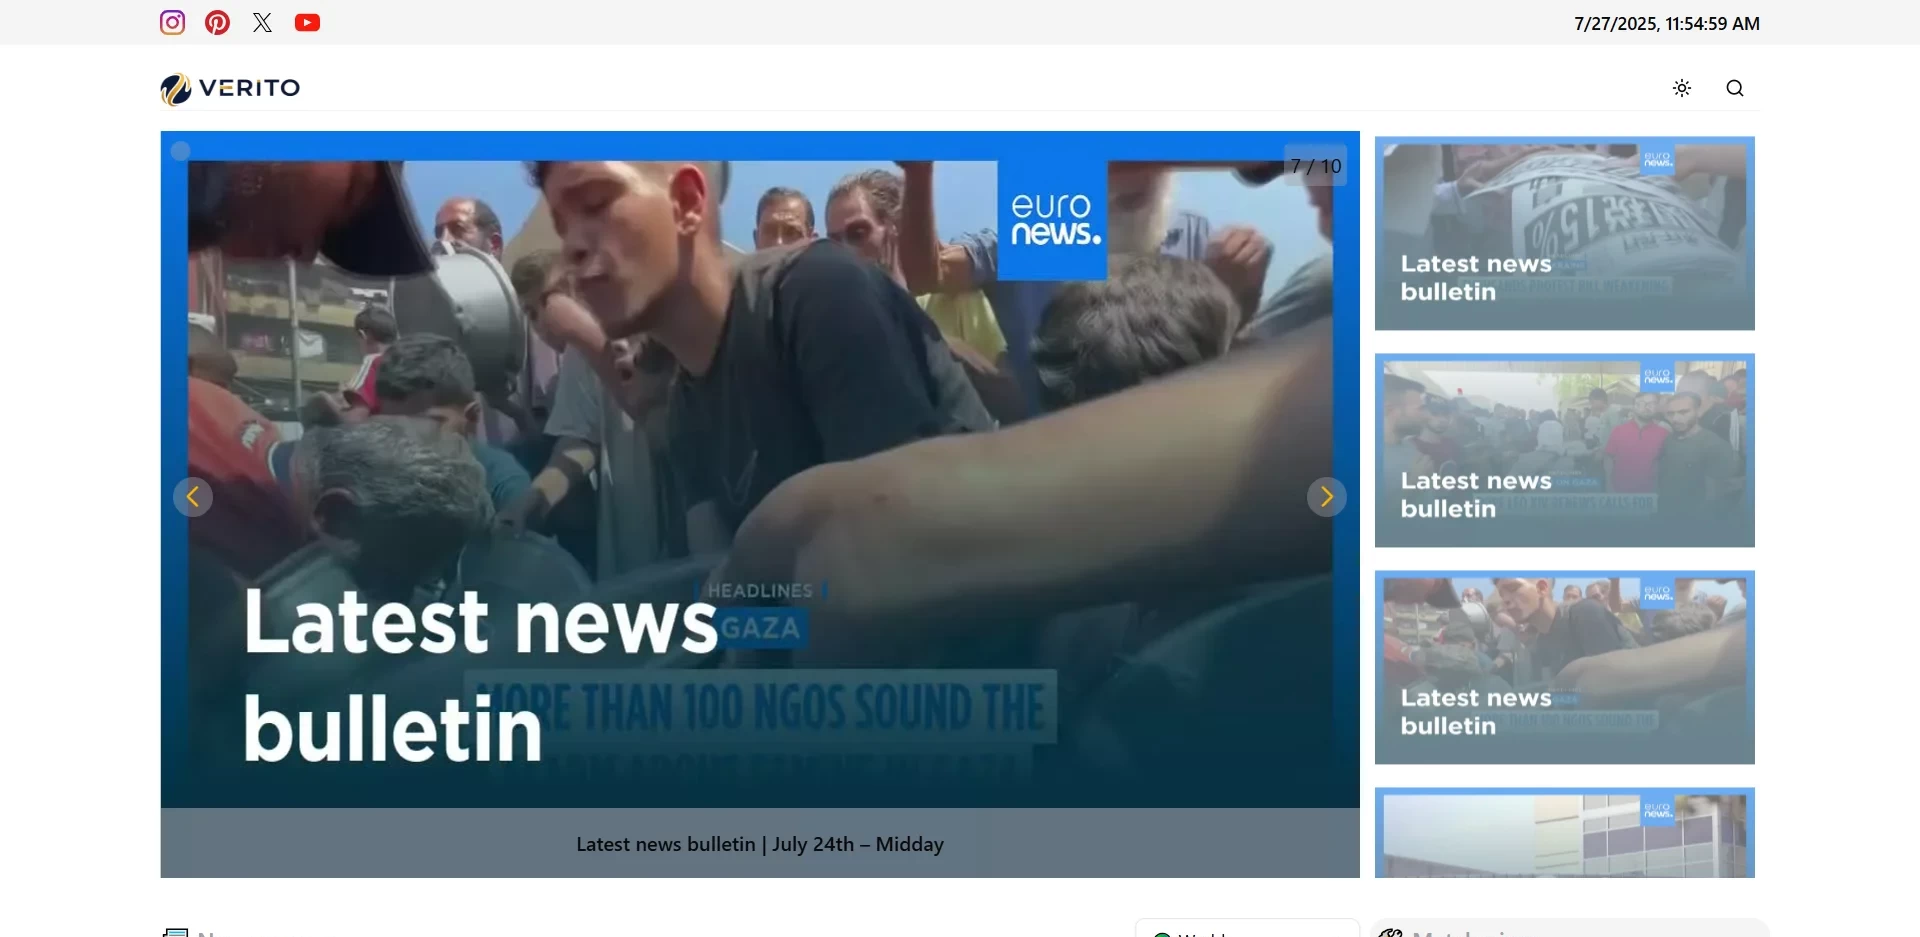 7/27/2025, 11:54:59 AM
VERITO
7 / 10
euro
news.
HEADLINES
Latest news
GAZA
bulletin
MORE THAN 100 NGOS SOUND THE
Latest news bulletin | July 24th – Midday
euro
news.
Latest news
bulletin
euro
news.
Latest news
bulletin
euro
news.
Latest news
bulletin
euro
news.